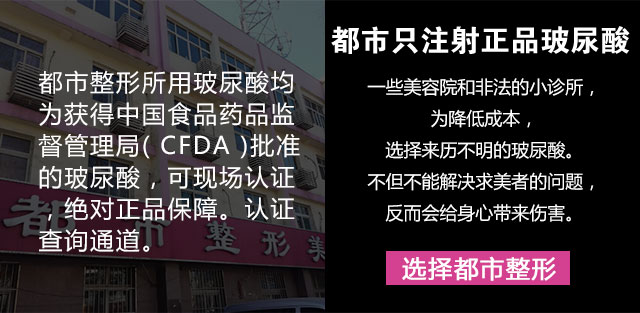 都市整形所用玻尿酸均
为获得中国食品药品监
督管理局( CFDA )批准
的玻尿酸，可现场认证
，绝对正品保障。认证
查询通道。
都市整形美
都市只注射正品玻尿酸
一些美容院和非法的小诊所，
为降低成本，
选择来历不明的玻尿酸。
不但不能解决求美者的问题，
反而会给身心带来伤害。
选择都市整形